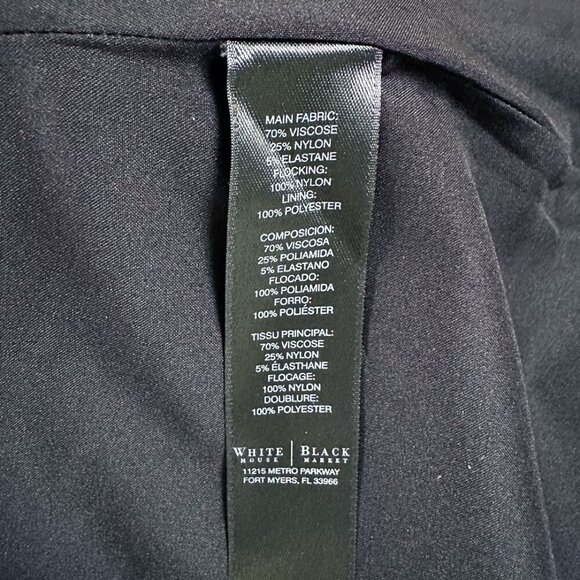 MAIN FABRIC:
70% VISCOSE
25% NYLON
5% ELASTANE
FLOCKING:
100% NYLON
LINING:
100% POLYESTER
COMPOSICIÓN:
70% VISCOSA
25% POLIAMIDA
5% ELASTANO
FLOCADO:
100% POLIAMIDA
FORRO:
100% POLIÉSTER
TISSU PRINCIPAL:
70% VISCOSE
25% NYLON
5% ÉLASTHANE
FLOCAGE:
100% NYLON
DOUBLURE:
100% POLYESTER
WHITE | BLACK
HOUSE | MARKET
11215 METRO PARKWAY
FORT MYERS, FL 33966